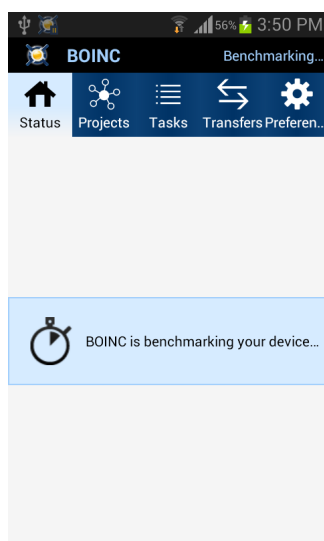 56% 3:50 PM
BOINC Benchmarking...
Status Projects Tasks Transfers Preferen..
BOINC is benchmarking your device...